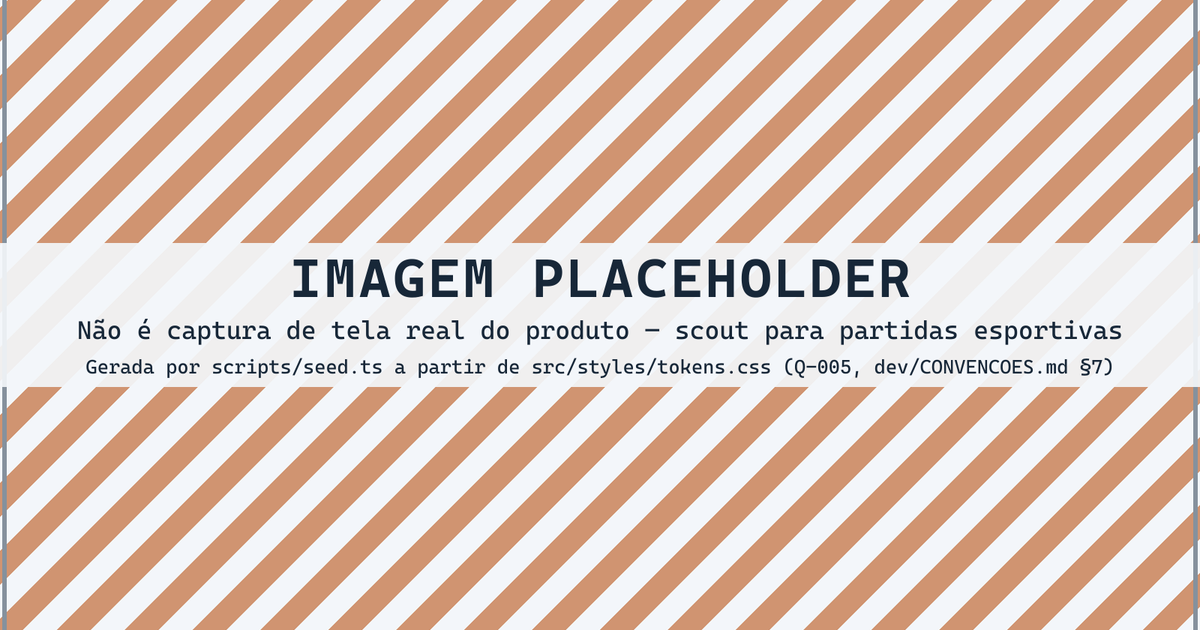 IMAGEM PLACEHOLDER
Não é captura de tela real do produto — scout para partidas esportivas
Gerada por scripts/seed.ts a partir de src/styles/tokens.css (Q-005, dev/CONVENCOES.md §7)